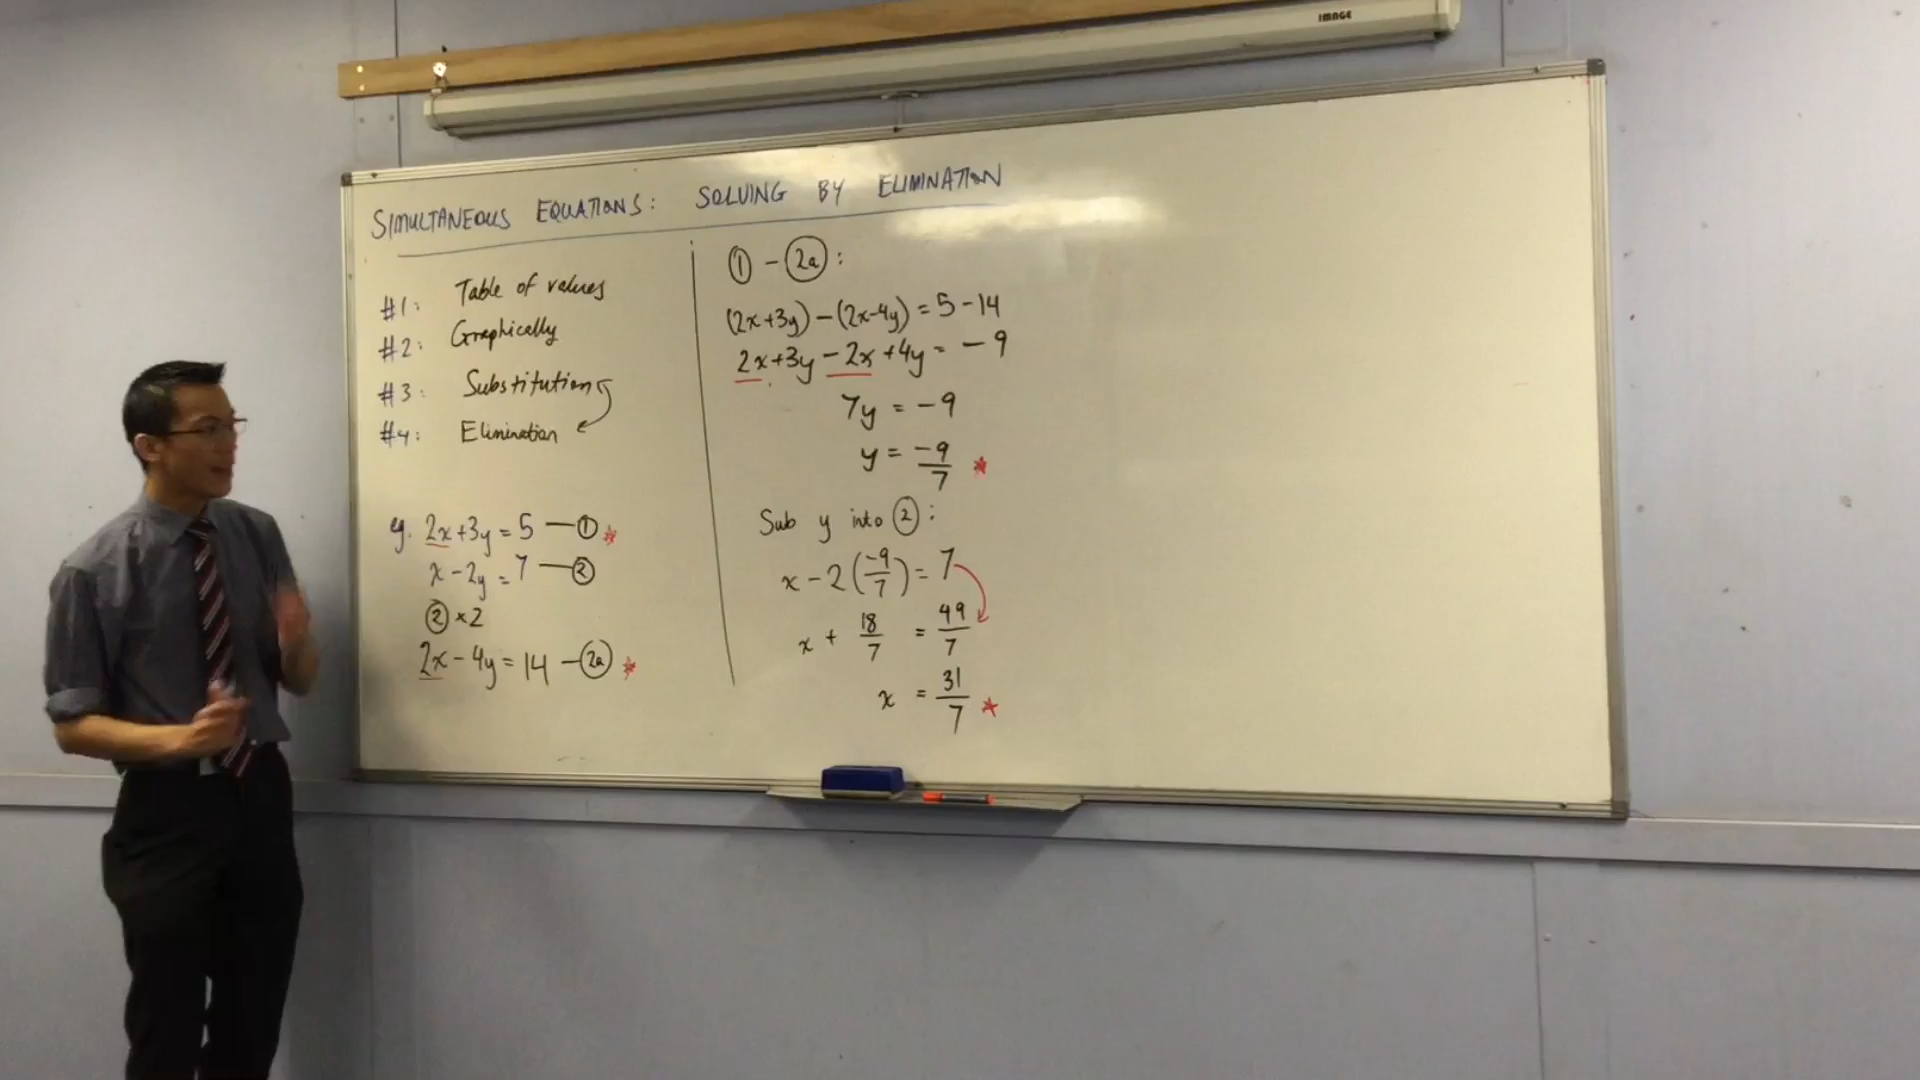 IMAGE
SIMULTANEOUS EQUATIONS: SOLVING BY ELIMINATION
#1: Table of values
#2: Graphically
#3: Substitution
#4: Elimination
eg. 2x+3y=5 —①*
x-2y=7 —②
②×2
2x-4y=14 —(2a)*
① - (2a):
(2x+3y)-(2x-4y)=5-14
2x+3y-2x+4y=-9
7y=-9
y=-9/7 *
Sub y into ②:
x-2(-9/7)=7
x+18/7=49/7
x=31/7 *